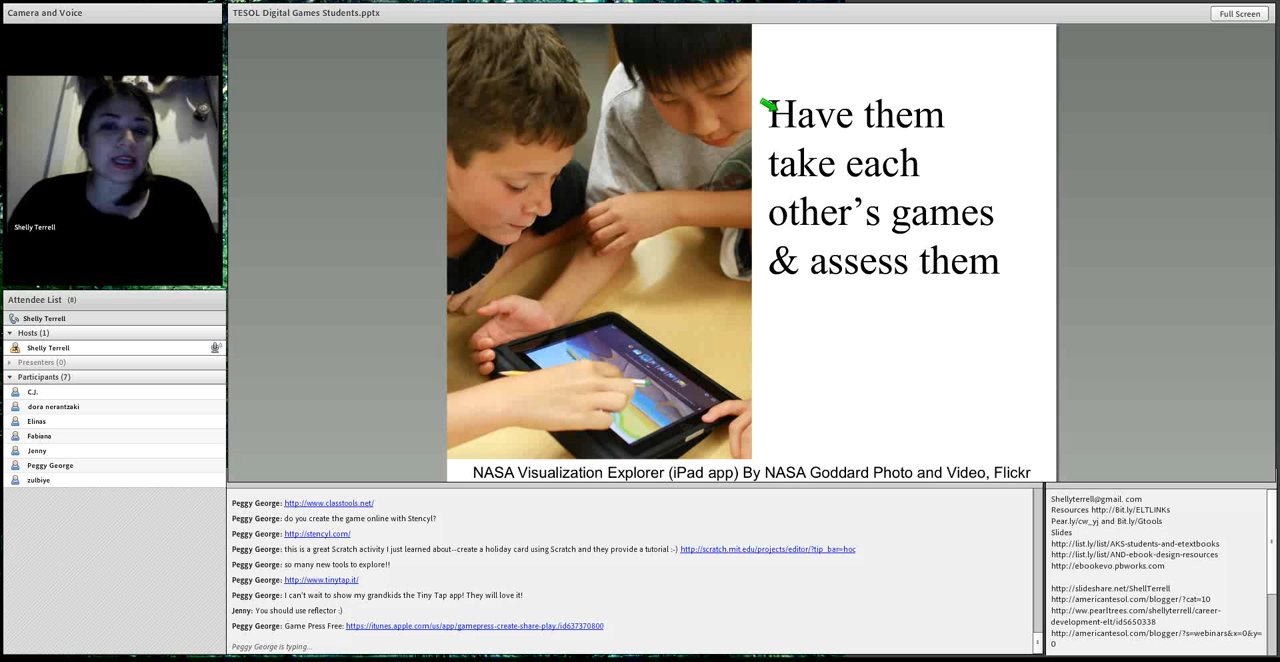 Camera and Voice
Shelly Terrell
Attendee List (8)
Shelly Terrell
Hosts (1)
Shelly Terrell
Presenters (0)
Participants (7)
C.J.
dora nerantzaki
Elinas
Fabiana
Jenny
Peggy George
zulbiye
TESOL Digital Games Students.pptx
Full Screen
Have them
take each
other's games
& assess them
NASA Visualization Explorer (iPad app) By NASA Goddard Photo and Video, Flickr
Peggy George: http://www.classtools.net/
Peggy George: do you create the game online with Stencyl?
Peggy George: http://stencyl.com/
Peggy George: this is a great Scratch activity I just learned about--create a holiday card using Scratch and they provide a tutorial :-) http://scratch.mit.edu/projects/editor/?tip_bar=hoc
Peggy George: so many new tools to explore!!
Peggy George: http://www.tinytap.it/
Peggy George: I can't wait to show my grandkids the Tiny Tap app! They will love it!
Jenny: You should use reflector :)
Peggy George: Game Press Free: https://itunes.apple.com/us/app/gamepress-create-share-play./id637370800
Peggy George is typing...
Shellyterrell@gmail. com
Resources http://Bit.ly/ELTLINKs
Pear.ly/cw_yj and Bit.ly/Gtools
Slides
http://list.ly/list/AKS-students-and-etextbooks
http://list.ly/list/AND-ebook-design-resources
http://ebookevo.pbworks.com
http://slideshare.net/ShellTerrell
http://americantesol.com/blogger/?cat=10
http://ww.pearltrees.com/shellyterrell/career-
development-elt/id5650338
http://americantesol.com/blogger/?s=webinars&x=0&y=
0